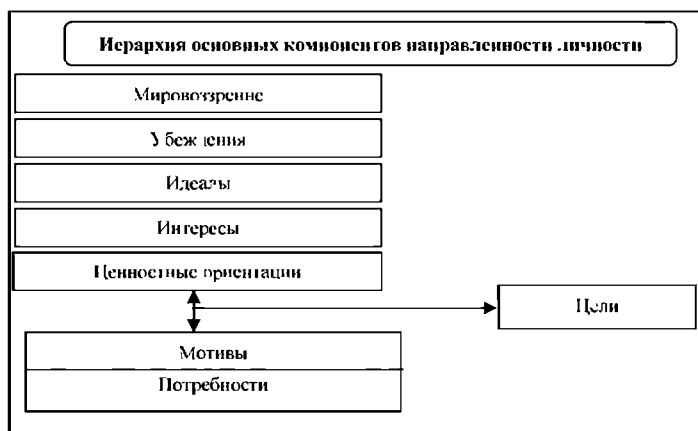 Иерархия основных компонентов направленности личности
Мировоззрение
Убеждения
Идеалы
Интересы
Ценностные ориентации
Цели
Мотивы
Потребности